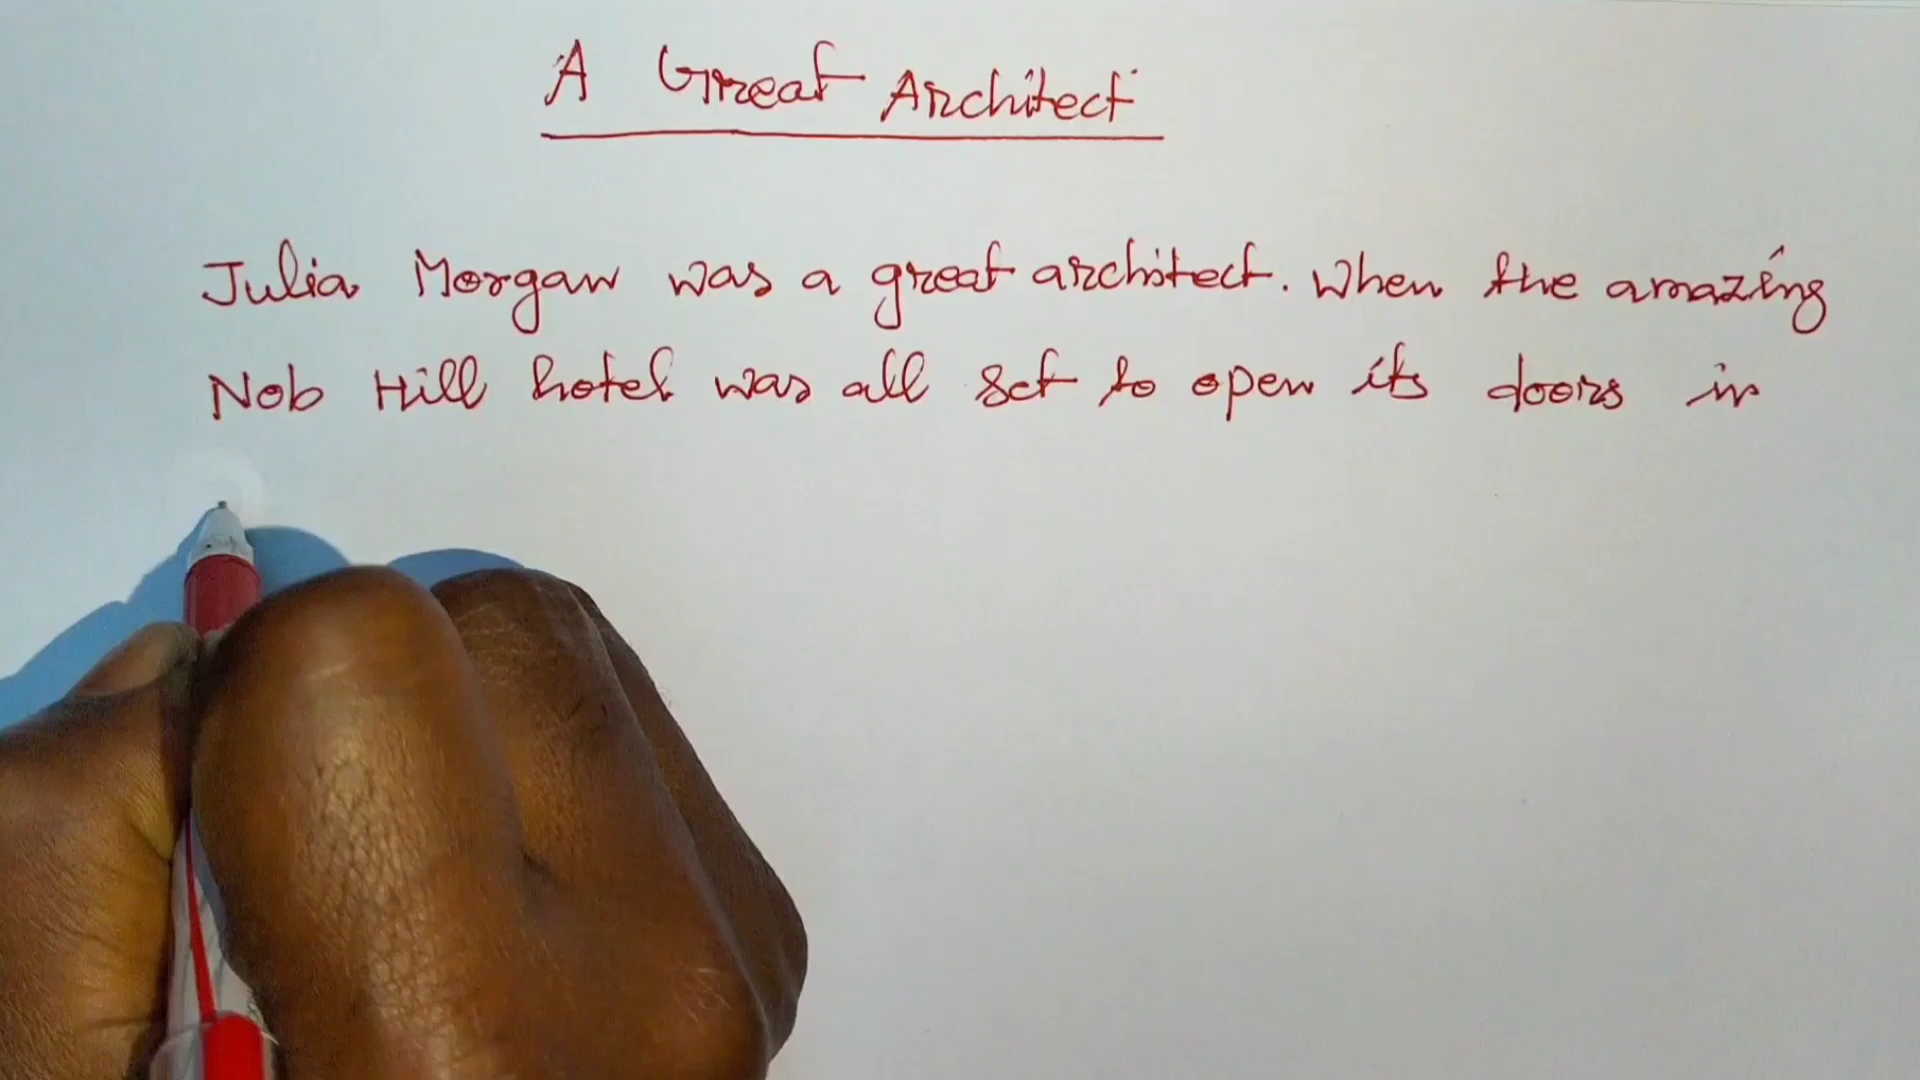 A Great Architect
Julia Morgan was a great architect. When the amazing
Nob Hill hotel was all set to open its doors in